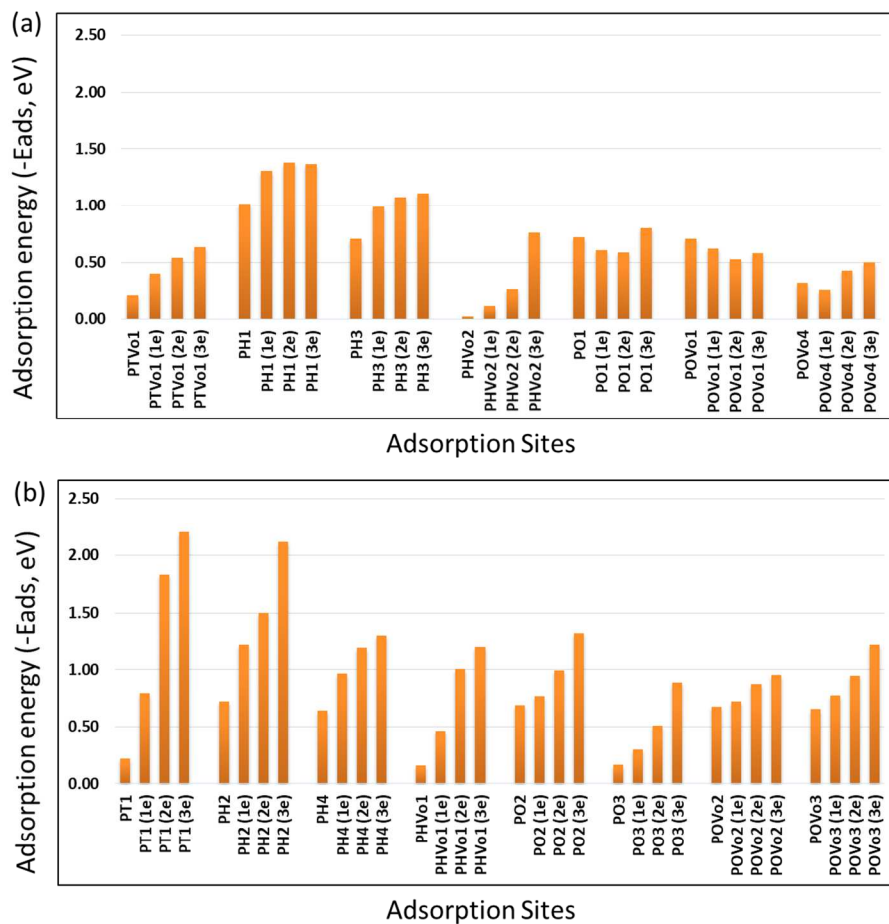 (a)
Adsorption energy (-Eads, eV)
2.50
2.00
1.50
1.00
0.50
0.00
PTVo1
PTVo1 (1e)
PTVo1 (2e)
PTVo1 (3e)
PH1
PH1 (1e)
PH1 (2e)
PH1 (3e)
PH3
PH3 (1e)
PH3 (2e)
PH3 (3e)
PHVo2
PHVo2 (1e)
PHVo2 (2e)
PHVo2 (3e)
PO1
PO1 (1e)
PO1 (2e)
PO1 (3e)
POVo1
POVo1 (1e)
POVo1 (2e)
POVo1 (3e)
POVo4
POVo4 (1e)
POVo4 (2e)
POVo4 (3e)
Adsorption Sites
(b)
Adsorption energy (-Eads, eV)
2.50
2.00
1.50
1.00
0.50
0.00
PT1
PT1 (1e)
PT1 (2e)
PT1 (3e)
PH2
PH2 (1e)
PH2 (2e)
PH2 (3e)
PH4
PH4 (1e)
PH4 (2e)
PH4 (3e)
PHVo1
PHVo1 (1e)
PHVo1 (2e)
PHVo1 (3e)
PO2
PO2 (1e)
PO2 (2e)
PO2 (3e)
PO3
PO3 (1e)
PO3 (2e)
PO3 (3e)
POVo2
POVo2 (1e)
POVo2 (2e)
POVo2 (3e)
POVo3
POVo3 (1e)
POVo3 (2e)
POVo3 (3e)
Adsorption Sites